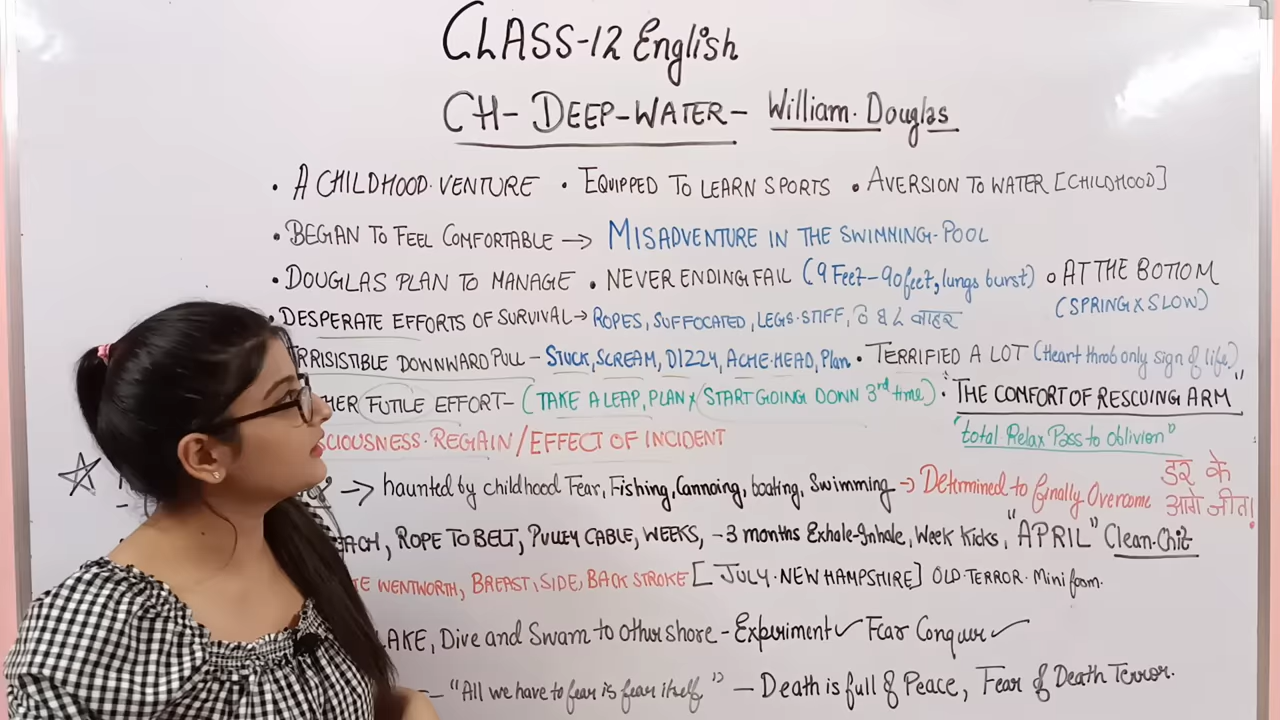 CLASS-12 English
CH- DEEP-WATER- William. Douglas
• A CHILDHOOD VENTURE • EQUIPPED TO LEARN SPORTS • AVERSION TO WATER [CHILDHOOD]
• BEGAN TO FEEL COMFORTABLE → MISADVENTURE IN THE SWIMMING-POOL
• DOUGLAS PLAN TO MANAGE • NEVER ENDING FAIL (9 Feet-90 feet, lungs burst) • AT THE BOTTOM
(SPRING X SLOW)
• DESPERATE EFFORTS OF SURVIVAL → ROPES, SUFFOCATED, LEGS-STIFF, बाहर
IRRISISTIBLE DOWNWARD PULL - STUCK, SCREAM, DIZZY, ACHE-HEAD, Plan • TERRIFIED A LOT (Heart throb only sign of life)
HER FUTILE EFFORT- (TAKE A LEAP, PLAN X START GOING DOWN 3rd time) • "THE COMFORT OF RESCUING ARM"
"total Relax Pass to oblivion"
SCIOUSNESS-REGAIN / EFFECT OF INCIDENT
→ haunted by childhood Fear, Fishing, Cannoing, boating, Swimming → Determined to finally Overcome
डर के आगे जीत!
ACH, ROPE TO BELT, PULLEY CABLE, WEEKS, - 3 months Exhale-Inhale, Week Kicks, "APRIL" Clean-Chit
TE WENTWORTH, BREAST, SIDE, BACK STROKE [JULY-NEW HAMPSHIRE] OLD-TERROR- Mini form.
LAKE, Dive and Swam to other shore - Experiment ✓ Fear Conquer ✓
- "All we have to fear is fear itself" - Death is full of Peace, Fear of Death Terror.